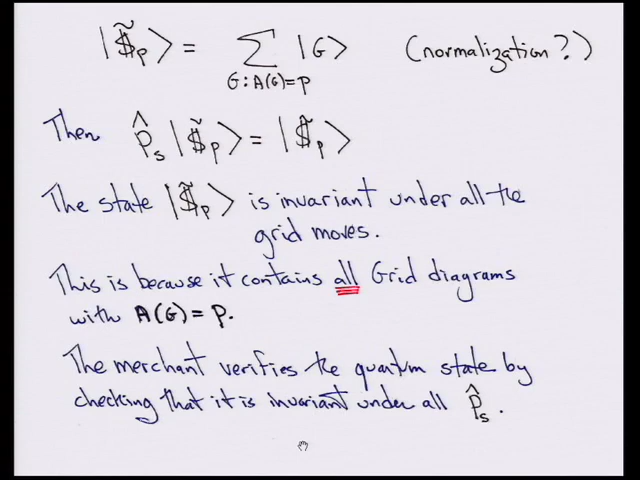 |$̃_p⟩ = ∑_{G:A(G)=p} |G⟩ (normalization?)
Then P̂_s |$̃_p⟩ = |$̃_p⟩
The state |$̃_p⟩ is invariant under all the
grid moves.
This is because it contains all Grid diagrams
with A(G) = p.
The merchant verifies the quantum state by
checking that it is invariant under all P̂_s.